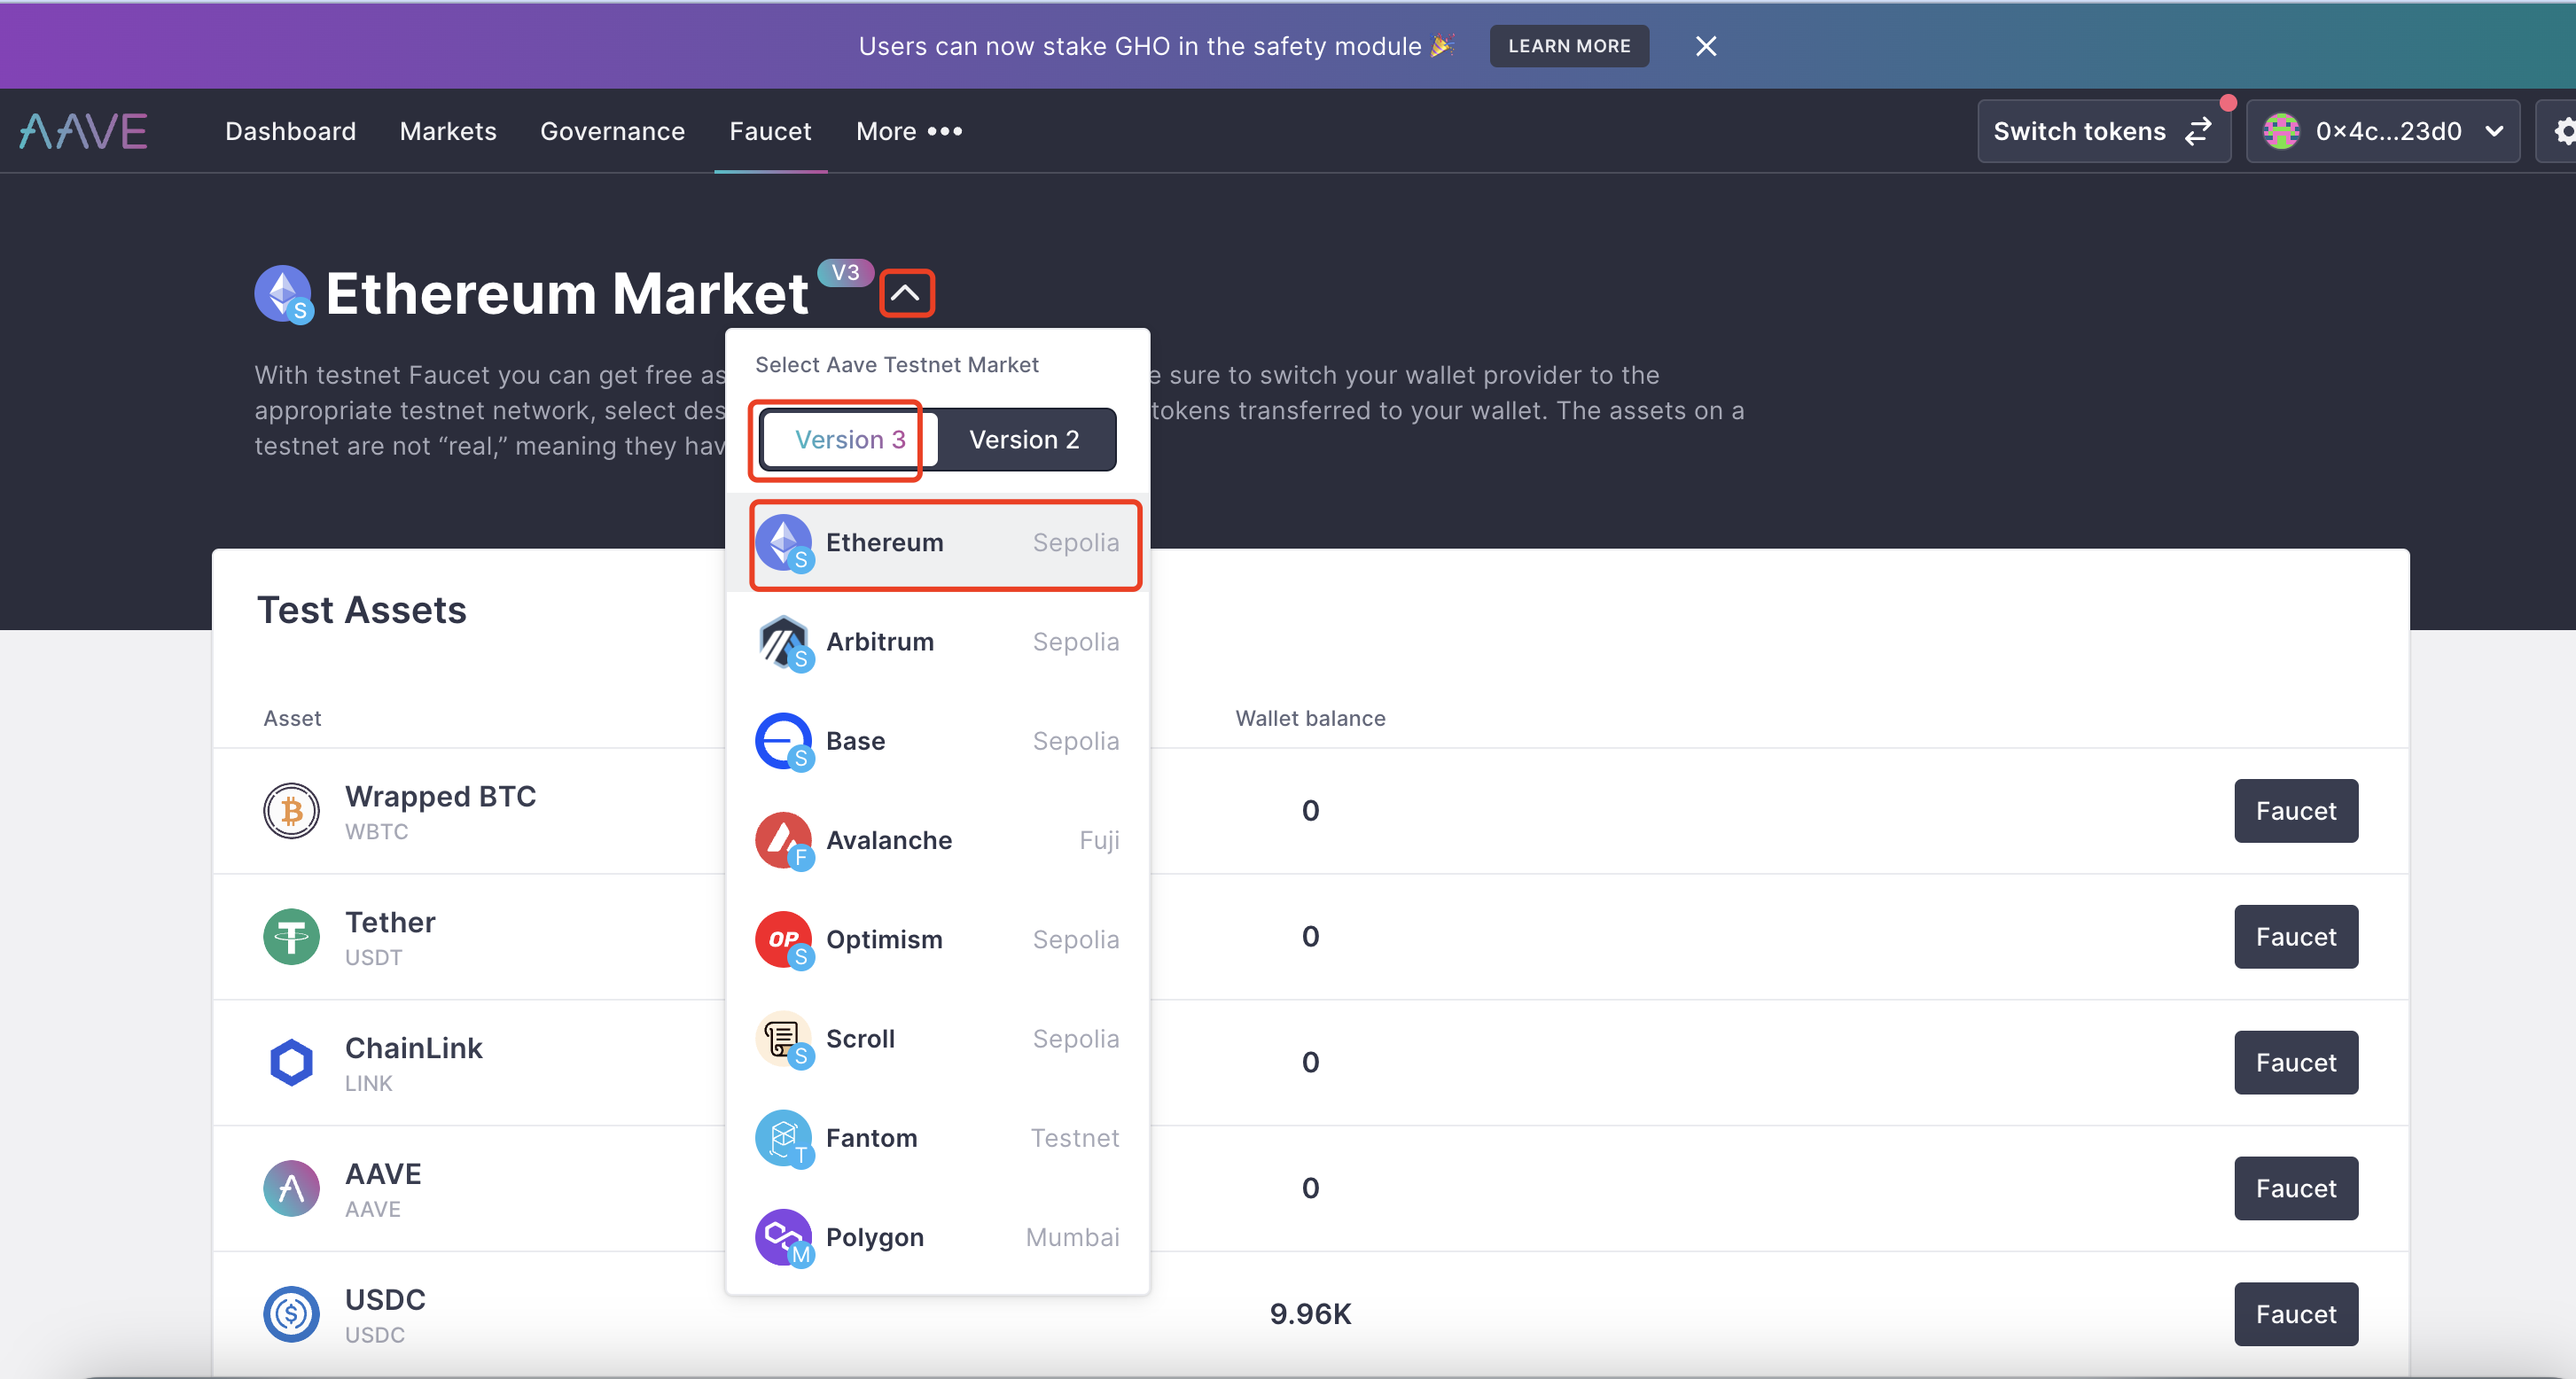 Users can now stake GHO in the safety module 🎉 LEARN MORE
AAVE Dashboard Markets Governance Faucet More Switch tokens 0x4c...23d0
Ethereum Market V3
With testnet Faucet you can get free as e sure to switch your wallet provider to the
appropriate testnet network, select des tokens transferred to your wallet. The assets on a
testnet are not “real,” meaning they hav
Select Aave Testnet Market
Version 3 Version 2
S Ethereum Sepolia
S Arbitrum Sepolia
S Base Sepolia
F Avalanche Fuji
OP S Optimism Sepolia
S Scroll Sepolia
T Fantom Testnet
M Polygon Mumbai
Test Assets
Asset Wallet balance
Wrapped BTC
WBTC
0 Faucet
Tether
USDT
0 Faucet
ChainLink
LINK
0 Faucet
AAVE
AAVE
0 Faucet
USDC
USDC
9.96K Faucet